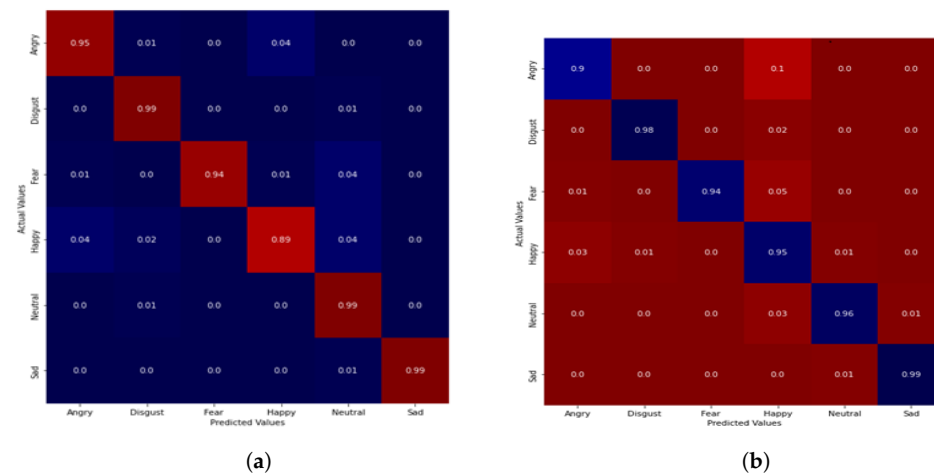 Angry 0.95 0.01 0.0 0.04 0.0 0.0
Disgust 0.0 0.99 0.0 0.0 0.01 0.0
Fear 0.01 0.0 0.94 0.01 0.04 0.0
Happy 0.04 0.02 0.0 0.89 0.04 0.0
Neutral 0.0 0.01 0.0 0.0 0.99 0.0
Sad 0.0 0.0 0.0 0.0 0.01 0.99
Actual Values
Angry Disgust Fear Happy Neutral Sad
Predicted Values
(a)
Angry 0.9 0.0 0.0 0.1 0.0 0.0
Disgust 0.0 0.98 0.0 0.02 0.0 0.0
Fear 0.01 0.0 0.94 0.05 0.0 0.0
Happy 0.03 0.01 0.0 0.95 0.01 0.0
Neutral 0.0 0.0 0.0 0.03 0.96 0.01
Sad 0.0 0.0 0.0 0.0 0.01 0.99
Actual Values
Angry Disgust Fear Happy Neutral Sad
Predicted Values
(b)